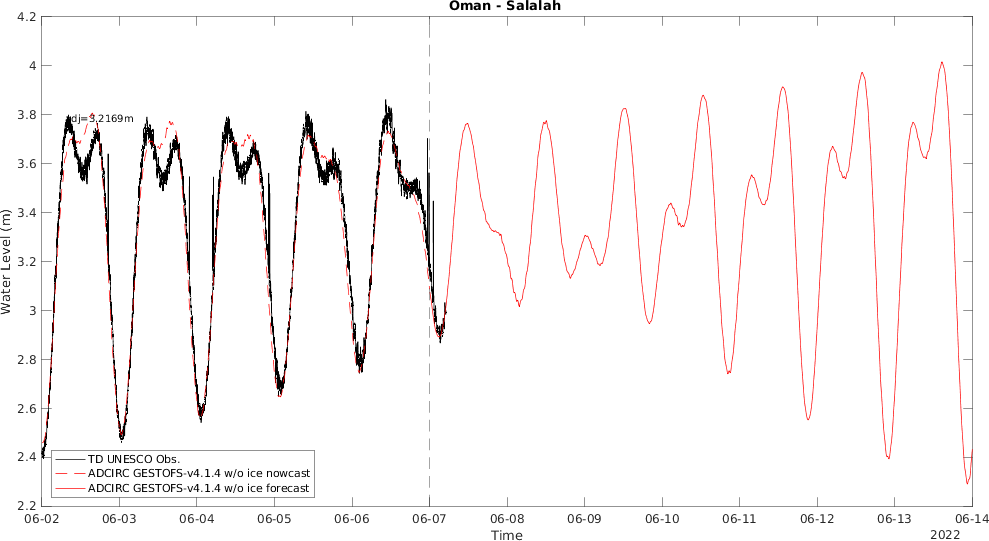 Oman - Salalah
4.2
4
3.8
3.6
3.4
3.2
3
2.8
2.6
2.4
2.2
Water Level (m)
dj=3.2169m
TD UNESCO Obs.
ADCIRC GESTOFS-v4.1.4 w/o ice nowcast
ADCIRC GESTOFS-v4.1.4 w/o ice forecast
06-02 06-03 06-04 06-05 06-06 06-07 06-08 06-09 06-10 06-11 06-12 06-13 06-14
Time
2022